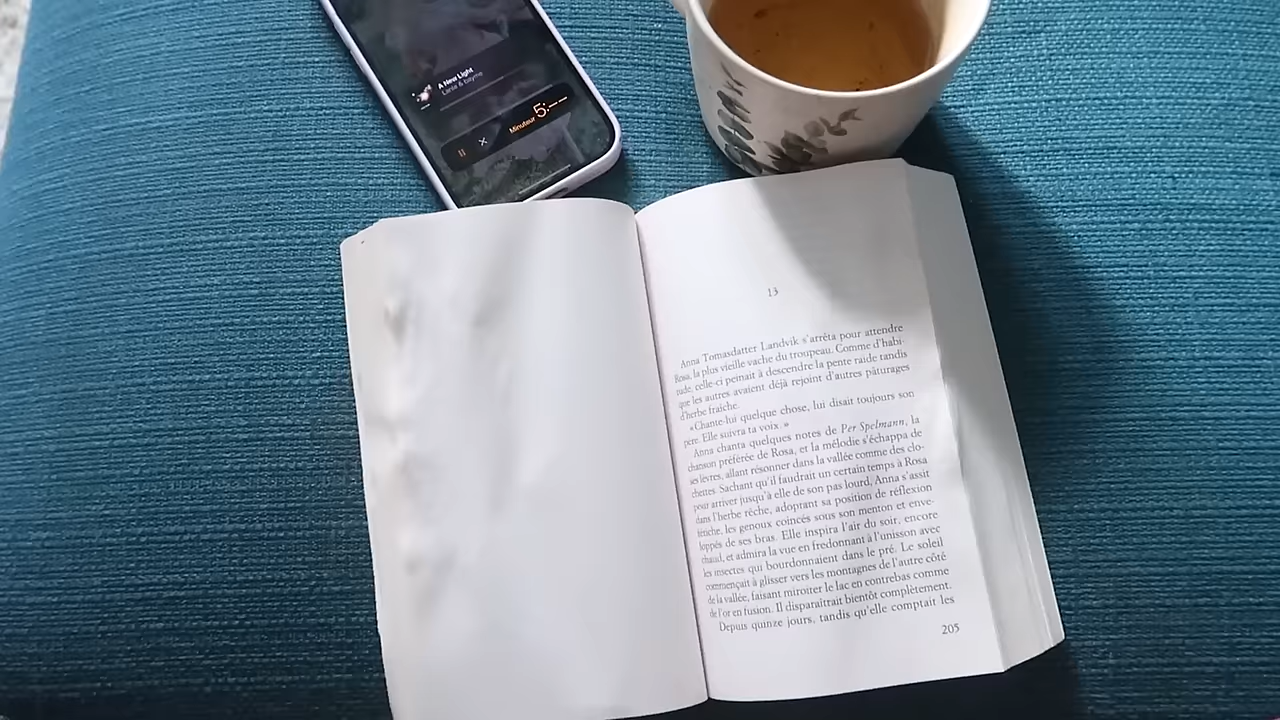 A New Light
Lante & bayme
Minuteur 5:––
13
Anna Tomasdatter Landvik s'arrêta pour attendre
Rosa, la plus vieille vache du troupeau. Comme d'habi-
tude, celle-ci peinait à descendre la pente raide tandis
que les autres avaient déjà rejoint d'autres pâturages
d'herbe fraîche.
«Chante-lui quelque chose, lui disait toujours son
père. Elle suivra ta voix.»
Anna chanta quelques notes de Per Spelmann, la
chanson préférée de Rosa, et la mélodie s'échappa de
ses lèvres, allant résonner dans la vallée comme des clo-
chettes. Sachant qu'il faudrait un certain temps à Rosa
pour arriver jusqu'à elle de son pas lourd, Anna s'assit
dans l'herbe rêche, adoptant sa position de réflexion
fétiche, les genoux coincés sous son menton et enve-
loppés de ses bras. Elle inspira l'air du soir, encore
chaud, et admira la vue en fredonnant à l'unisson avec
les insectes qui bourdonnaient dans le pré. Le soleil
commençait à glisser vers les montagnes de l'autre côté
de la vallée, faisant miroiter le lac en contrebas comme
de l'or en fusion. Il disparaîtrait bientôt complètement.
Depuis quinze jours, tandis qu'elle comptait les
205